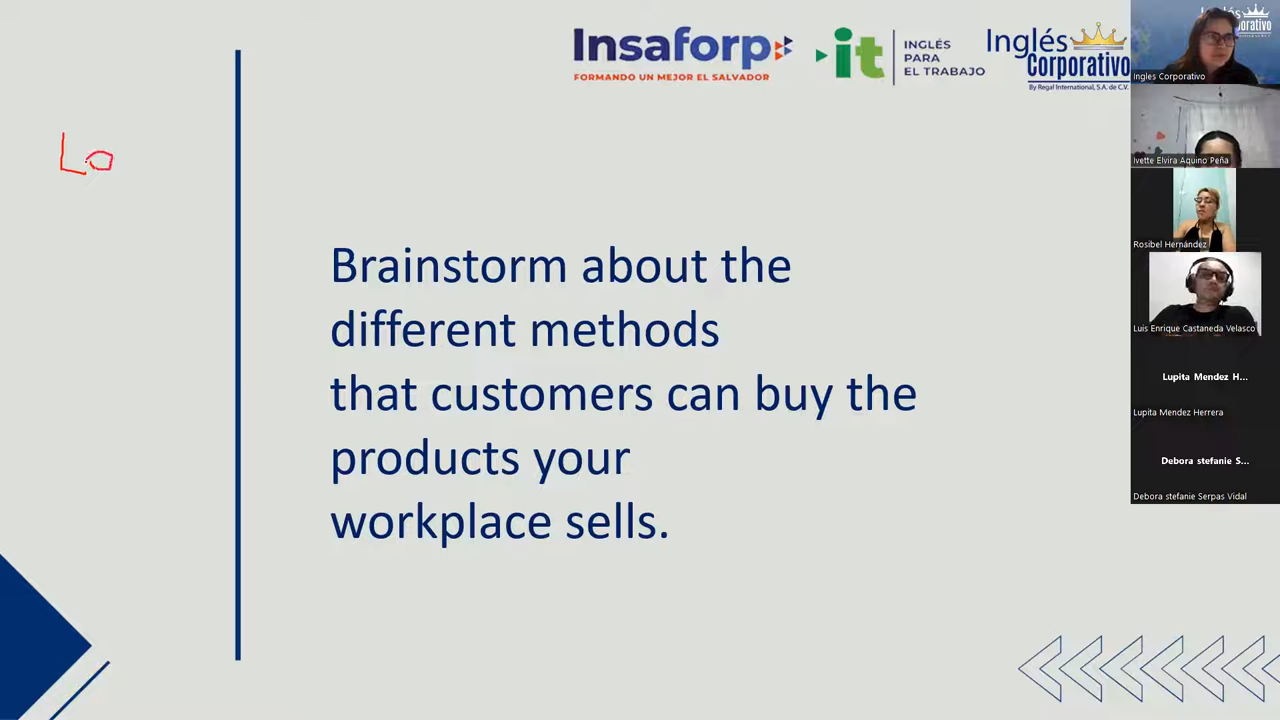 Insaforp
FORMANDO UN MEJOR EL SALVADOR
it
INGLÉS
PARA
EL TRABAJO
Inglés
Corporativo
By Regal International, S.A. de C.V.
Lo
Brainstorm about the
different methods
that customers can buy the
products your
workplace sells.
Ingles Corporativo
Ivette Elvira Aquino Peña
Rosibel Hernández
Luis Enrique Castaneda Velasco
Lupita Mendez H...
Lupita Mendez Herrera
Debora stefanie S...
Debora stefanie Serpas Vidal